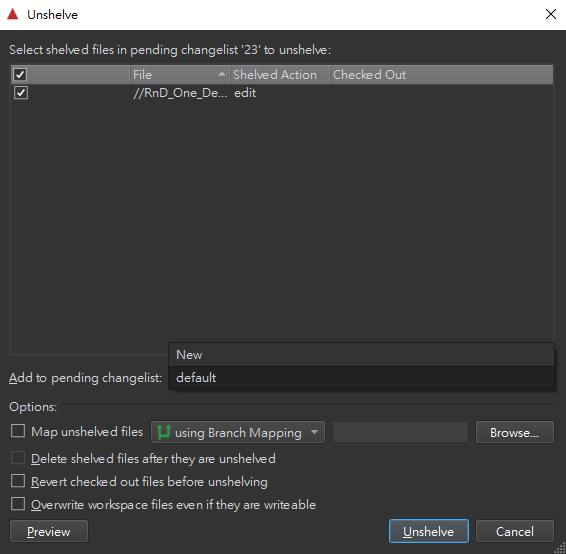 Unshelve
Select shelved files in pending changelist '23' to unshelve:
File Shelved Action Checked Out
//RnD_One_De... edit
New
Add to pending changelist: default
Options:
Map unshelved files using Branch Mapping Browse...
Delete shelved files after they are unshelved
Revert checked out files before unshelving
Overwrite workspace files even if they are writeable
Preview Unshelve Cancel